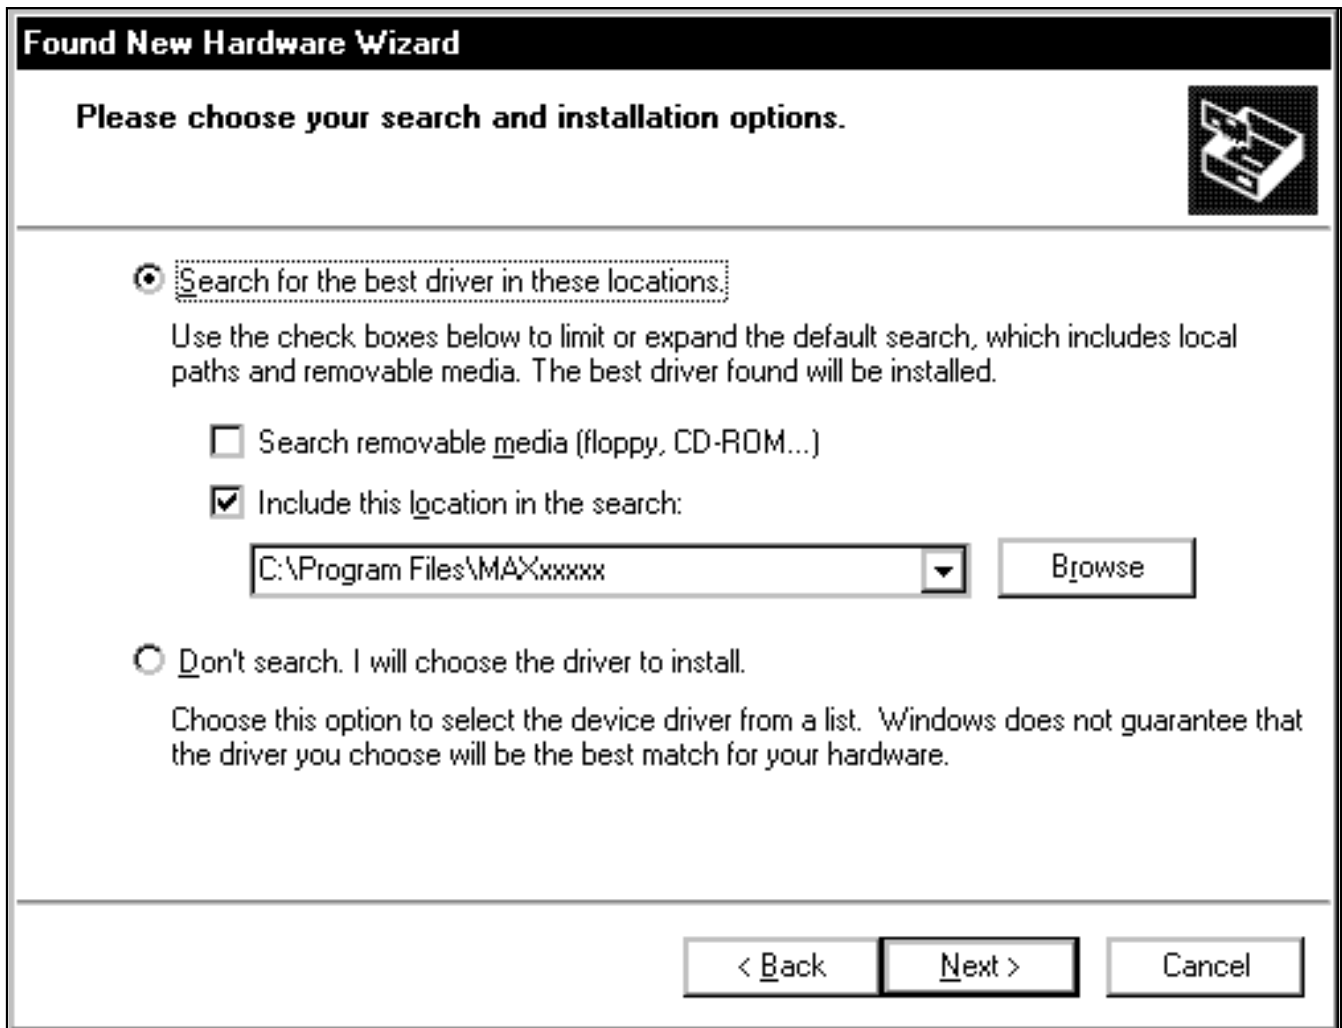 Found New Hardware Wizard
Please choose your search and installation options.
Search for the best driver in these locations.
Use the check boxes below to limit or expand the default search, which includes local
paths and removable media. The best driver found will be installed.
Search removable media (floppy, CD-ROM...)
Include this location in the search:
C:\Program Files\MAXxxxxx
Browse
Don't search. I will choose the driver to install.
Choose this option to select the device driver from a list.  Windows does not guarantee that
the driver you choose will be the best match for your hardware.
< Back
Next >
Cancel